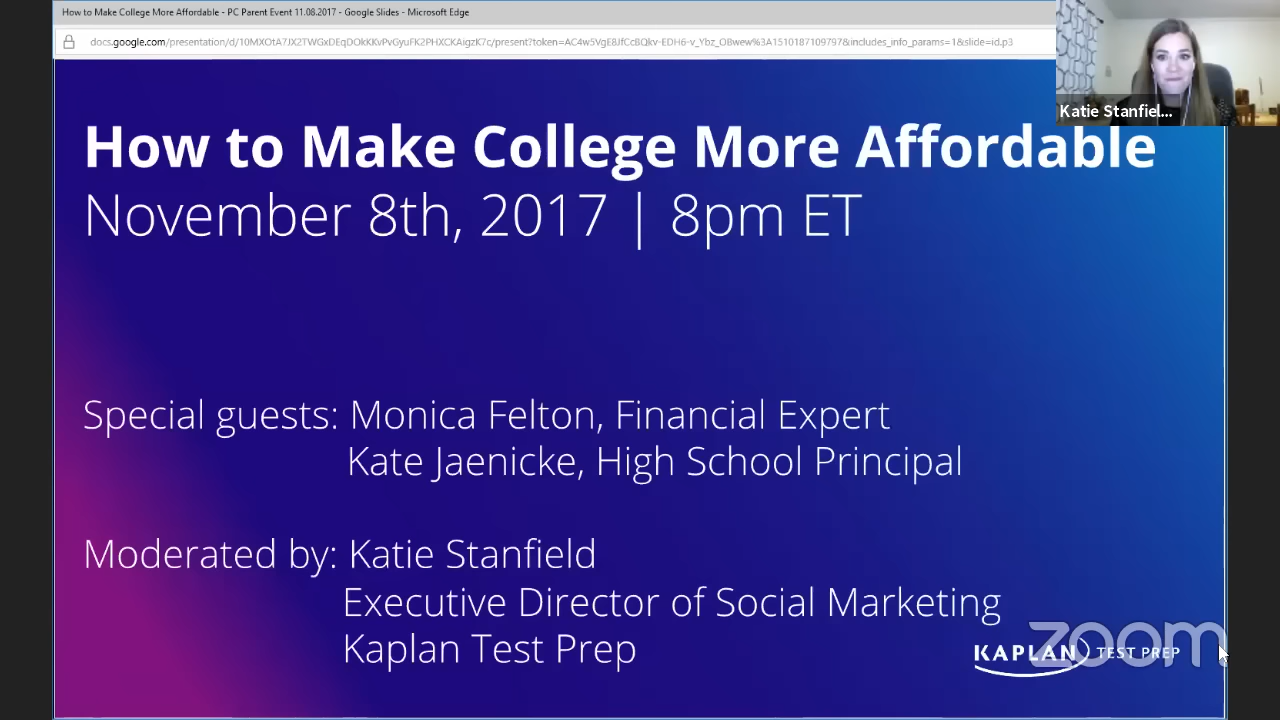 How to Make College More Affordable - PC Parent Event 11.08.2017 - Google Slides - Microsoft Edge
Katie Stanfiel...
How to Make College More Affordable
November 8th, 2017 | 8pm ET
Special guests: Monica Felton, Financial Expert
Kate Jaenicke, High School Principal
Moderated by: Katie Stanfield
Executive Director of Social Marketing
Kaplan Test Prep
KAPLAN TEST PREP
zoom